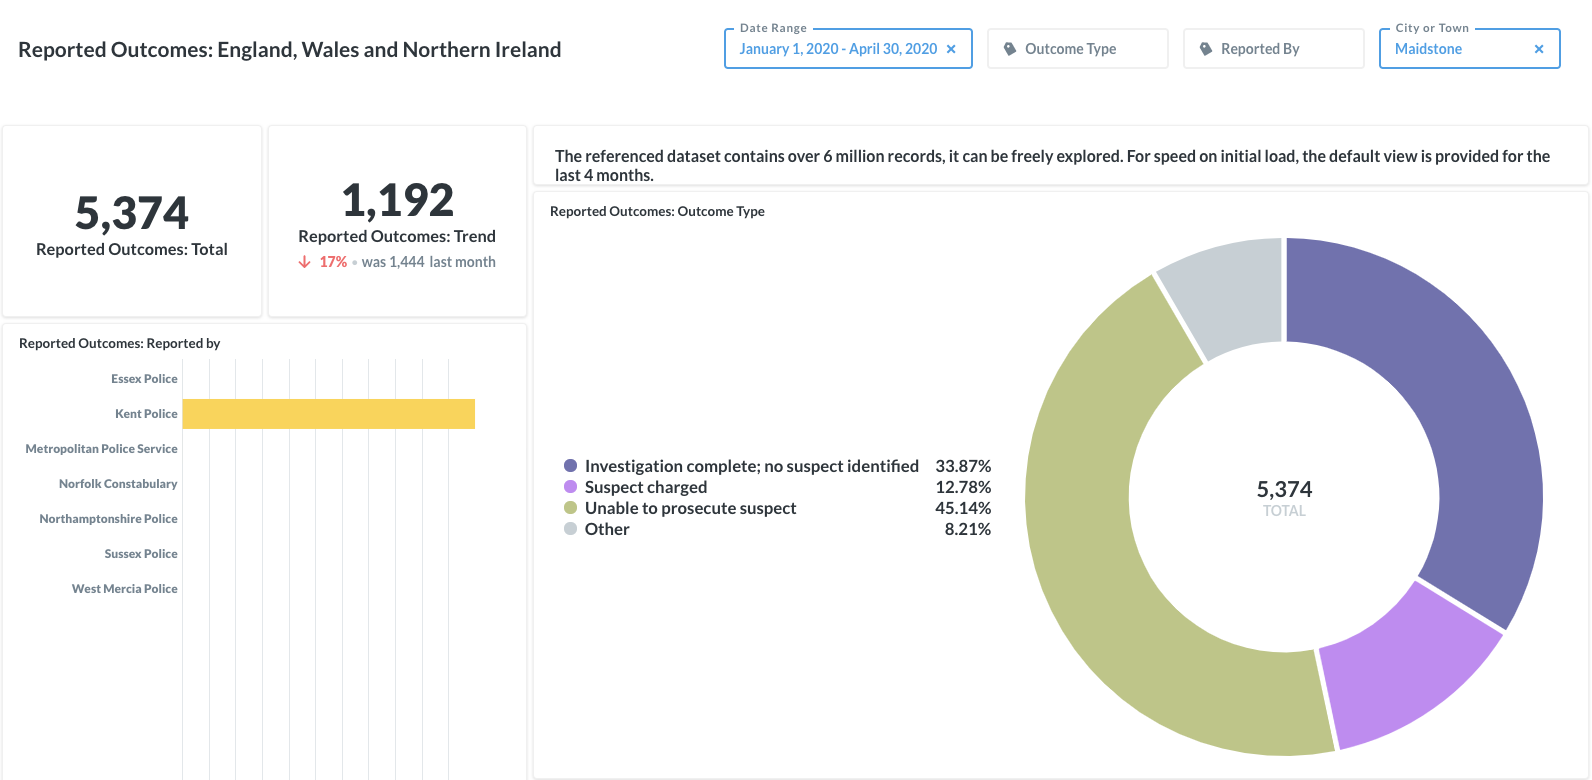 Reported Outcomes: England, Wales and Northern Ireland
Date Range
January 1, 2020 - April 30, 2020 ×
Outcome Type
Reported By
City or Town
Maidstone ×
5,374
Reported Outcomes: Total
1,192
Reported Outcomes: Trend
↓ 17% • was 1,444 last month
The referenced dataset contains over 6 million records, it can be freely explored. For speed on initial load, the default view is provided for the
last 4 months.
Reported Outcomes: Reported by
Essex Police
Kent Police
Metropolitan Police Service
Norfolk Constabulary
Northamptonshire Police
Sussex Police
West Mercia Police
Reported Outcomes: Outcome Type
Investigation complete; no suspect identified 33.87%
Suspect charged 12.78%
Unable to prosecute suspect 45.14%
Other 8.21%
5,374
TOTAL